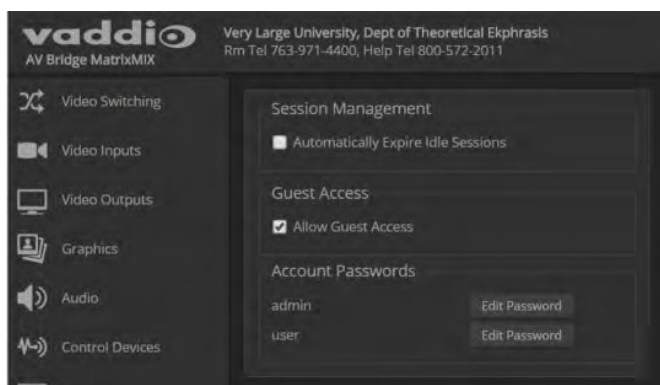 vaddio
AV Bridge MatrixMIX
Very Large University, Dept of Theoretical Ekphrasis
Rm Tel 763-971-4400, Help Tel 800-572-2011
Video Switching
Video Inputs
Video Outputs
Graphics
Audio
Control Devices
Session Management
Automatically Expire Idle Sessions
Guest Access
Allow Guest Access
Account Passwords
admin Edit Password
user Edit Password